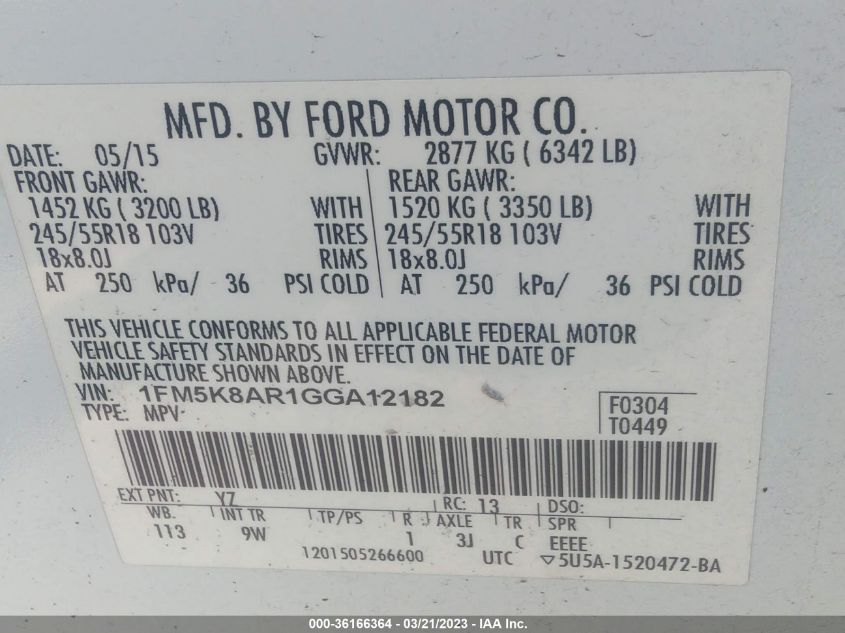 MFD. BY FORD MOTOR CO.
DATE: 05/15 GVWR: 2877 KG ( 6342 LB)
FRONT GAWR: REAR GAWR:
1452 KG ( 3200 LB) WITH 1520 KG ( 3350 LB) WITH
245/55R18 103V TIRES 245/55R18 103V TIRES
18x8.0J RIMS 18x8.0J RIMS
AT 250 kPa/ 36 PSI COLD AT 250 kPa/ 36 PSI COLD
THIS VEHICLE CONFORMS TO ALL APPLICABLE FEDERAL MOTOR
VEHICLE SAFETY STANDARDS IN EFFECT ON THE DATE OF
MANUFACTURE SHOWN ABOVE.
VIN: 1FM5K8AR1GGA12182
TYPE: MPV
F0304
T0449
EXT PNT: YZ RC: 13 DSO:
WB INT TR TP/PS R AXLE TR SPR
113 9W 1 3J C EEEE
1201505266600 UTC ▽5U5A-1520472-BA
000-36166364 - 03/21/2023 - IAA Inc.